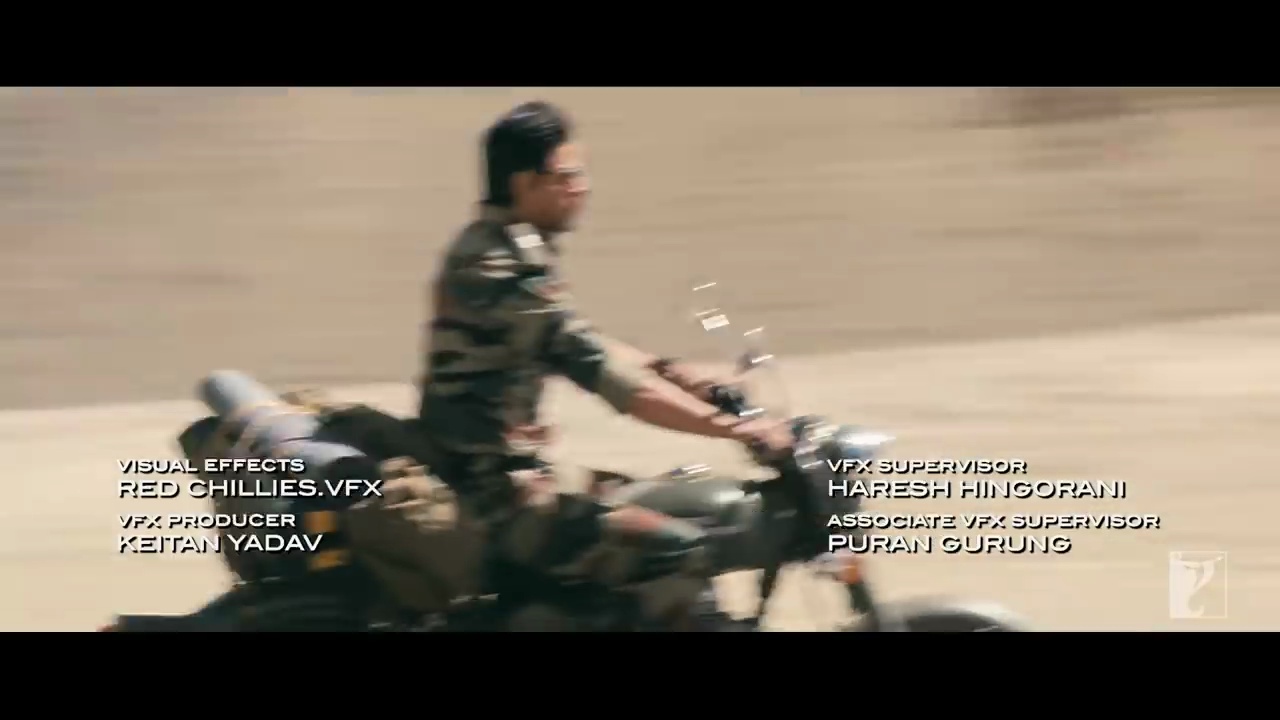 VISUAL EFFECTS
RED CHILLIES.VFX
VFX PRODUCER
KEITAN YADAV
VFX SUPERVISOR
HARESH HINGORANI
ASSOCIATE VFX SUPERVISOR
PURAN GURUNG